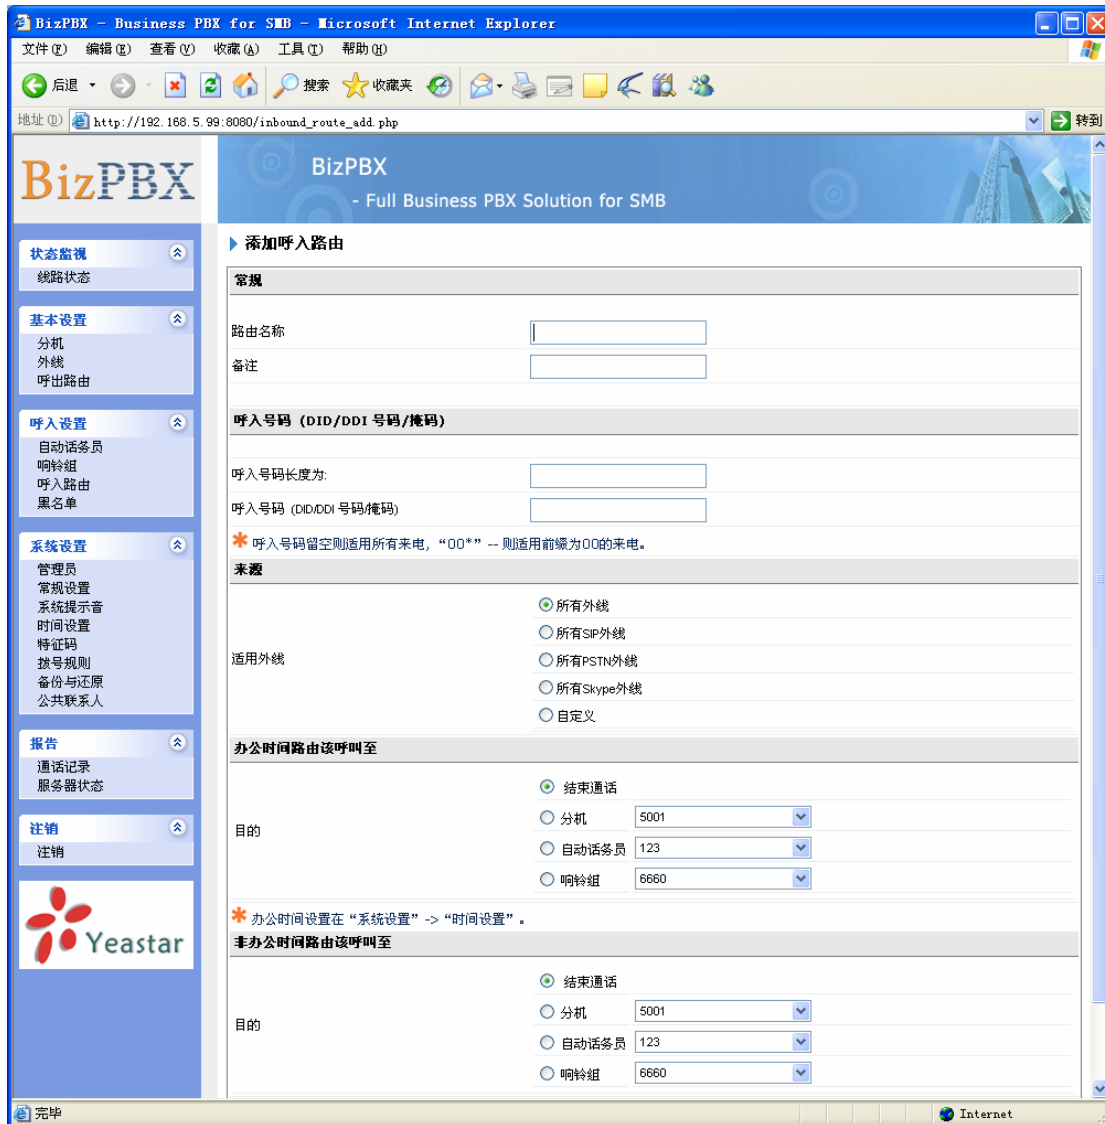 BizPBX - Business PBX for SMB - Microsoft Internet Explorer
文件(F) 编辑(E) 查看(V) 收藏(A) 工具(T) 帮助(H)
后退 搜索 收藏夹
地址(D) http://192.168.5.99:8080/inbound_route_add.php 转到
BizPBX
BizPBX
- Full Business PBX Solution for SMB
状态监视
线路状态
基本设置
分机
外线
呼出路由
呼入设置
自动话务员
响铃组
呼入路由
黑名单
系统设置
管理员
常规设置
系统提示音
时间设置
特征码
拨号规则
备份与还原
公共联系人
报告
通话记录
服务器状态
注销
注销
Yeastar
添加呼入路由
常规
路由名称
备注
呼入号码 (DID/DDI 号码/掩码)
呼入号码长度为:
呼入号码 (DID/DDI 号码/掩码)
* 呼入号码留空则适用所有来电,“00*” -- 则适用前缀为00的来电。
来源
适用外线
所有外线
所有SIP外线
所有PSTN外线
所有Skype外线
自定义
办公时间路由该呼叫至
目的
结束通话
分机 5001
自动话务员 123
响铃组 6660
* 办公时间设置在“系统设置”->“时间设置”。
非办公时间路由该呼叫至
目的
结束通话
分机 5001
自动话务员 123
响铃组 6660
完毕 Internet